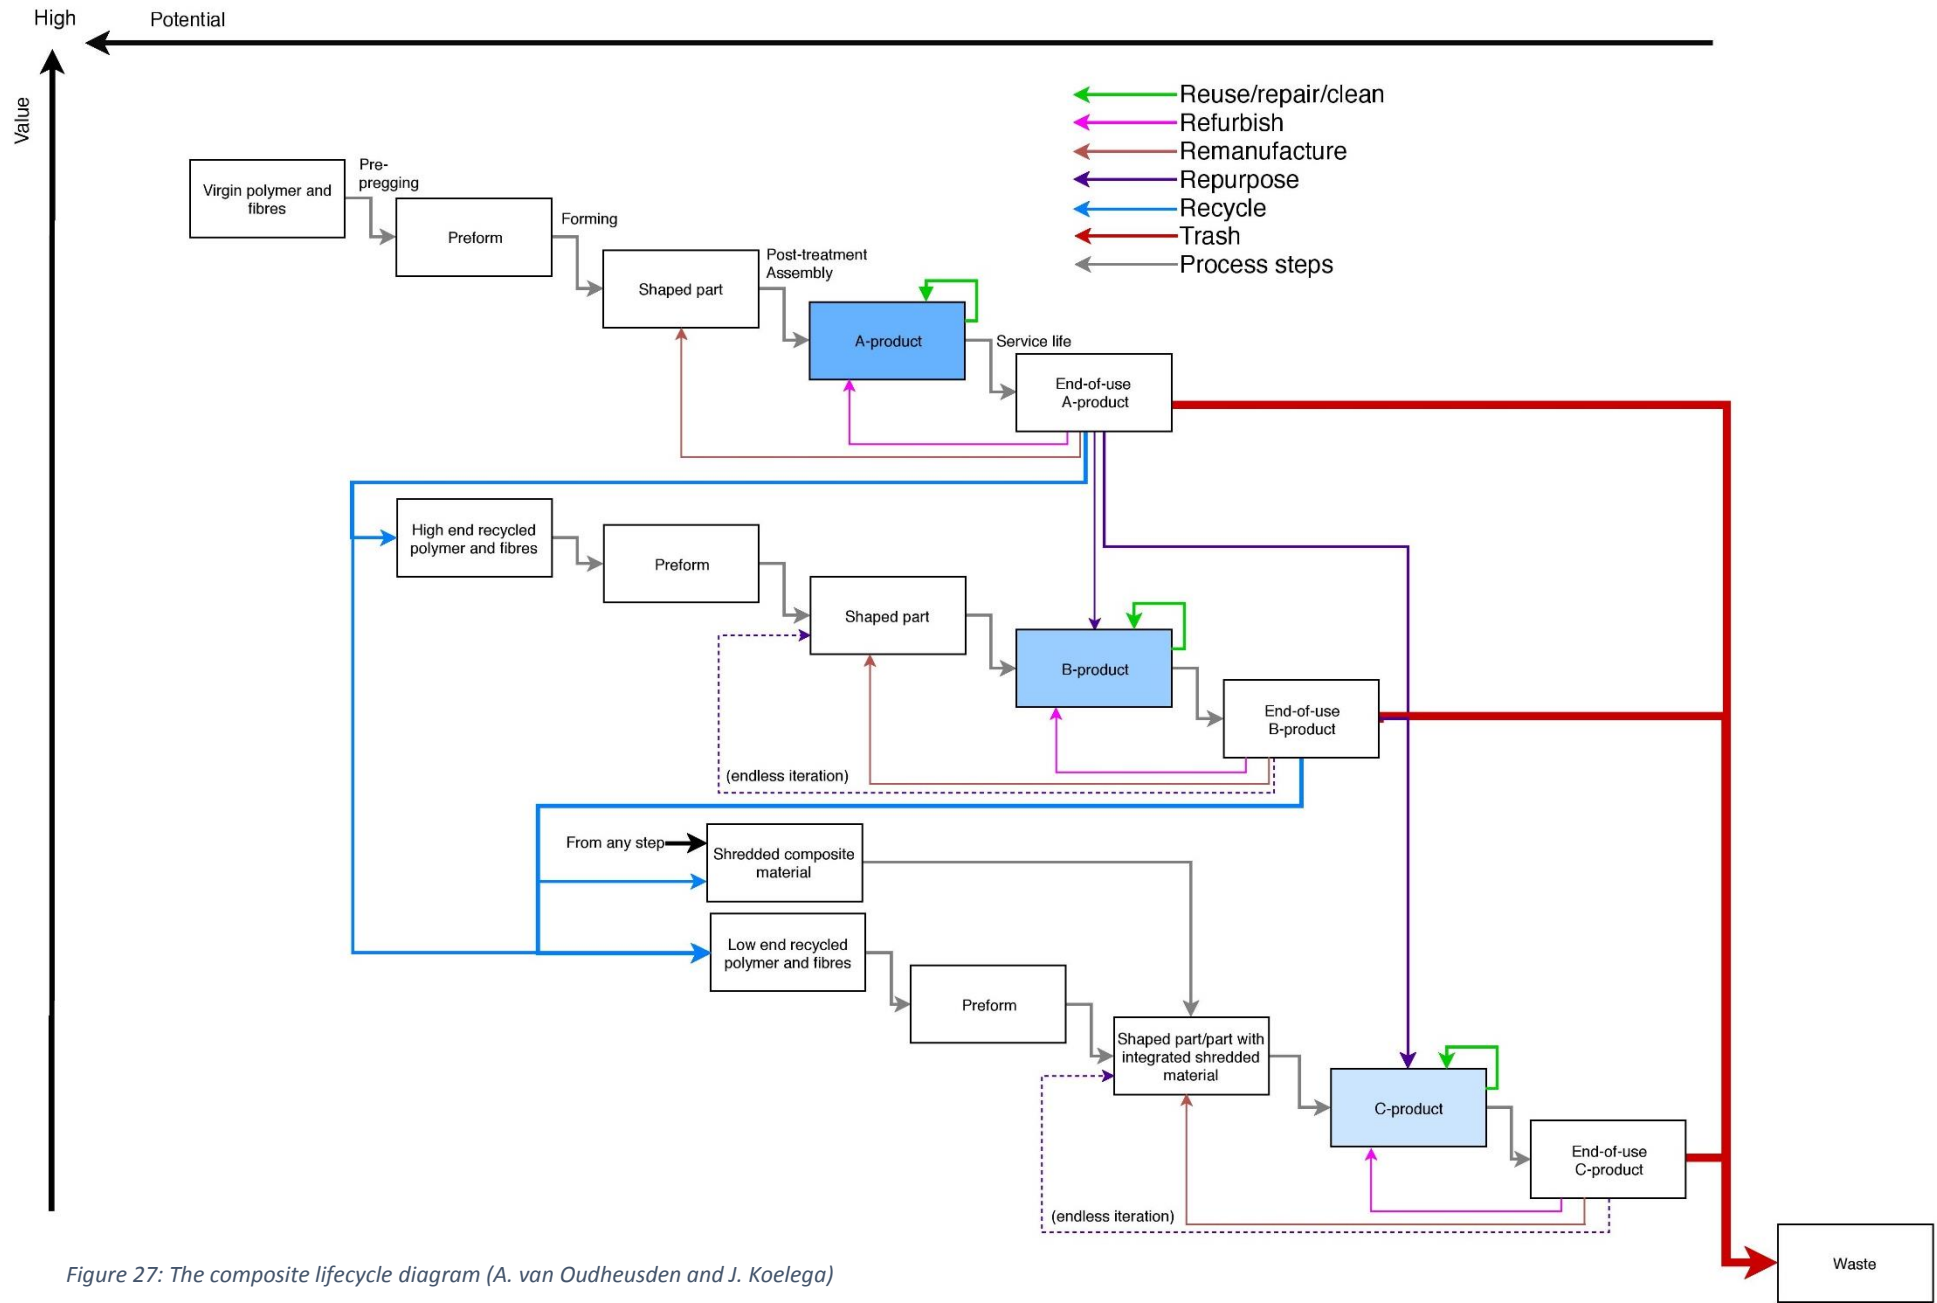 High
Potential
Value
Reuse/repair/clean
Refurbish
Remanufacture
Repurpose
Recycle
Trash
Process steps
Virgin polymer and
fibres
Pre-
pregging
Preform
Forming
Shaped part
Post-treatment
Assembly
A-product
Service life
End-of-use
A-product
High end recycled
polymer and fibres
Preform
Shaped part
B-product
End-of-use
B-product
(endless iteration)
From any step
Shredded composite
material
Low end recycled
polymer and fibres
Preform
Shaped part/part with
integrated shredded
material
C-product
End-of-use
C-product
(endless iteration)
Waste
Figure 27: The composite lifecycle diagram (A. van Oudheusden and J. Koelega)